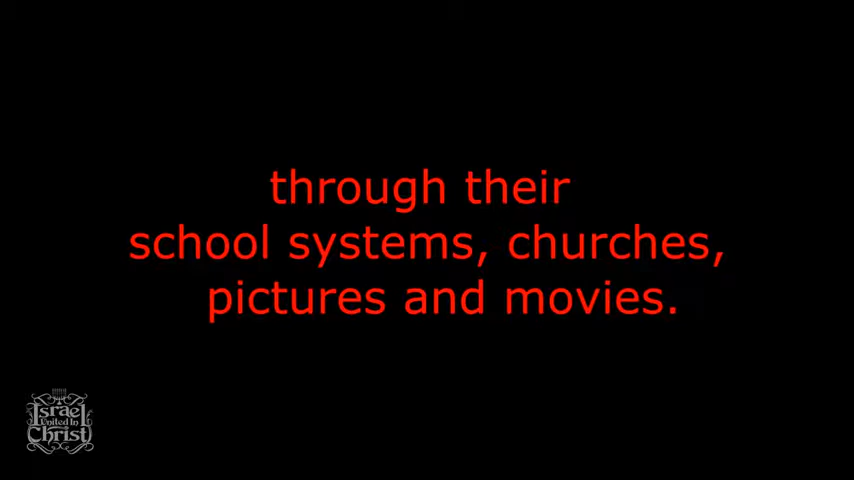 through their
school systems, churches,
pictures and movies.
Israel
United In
Christ